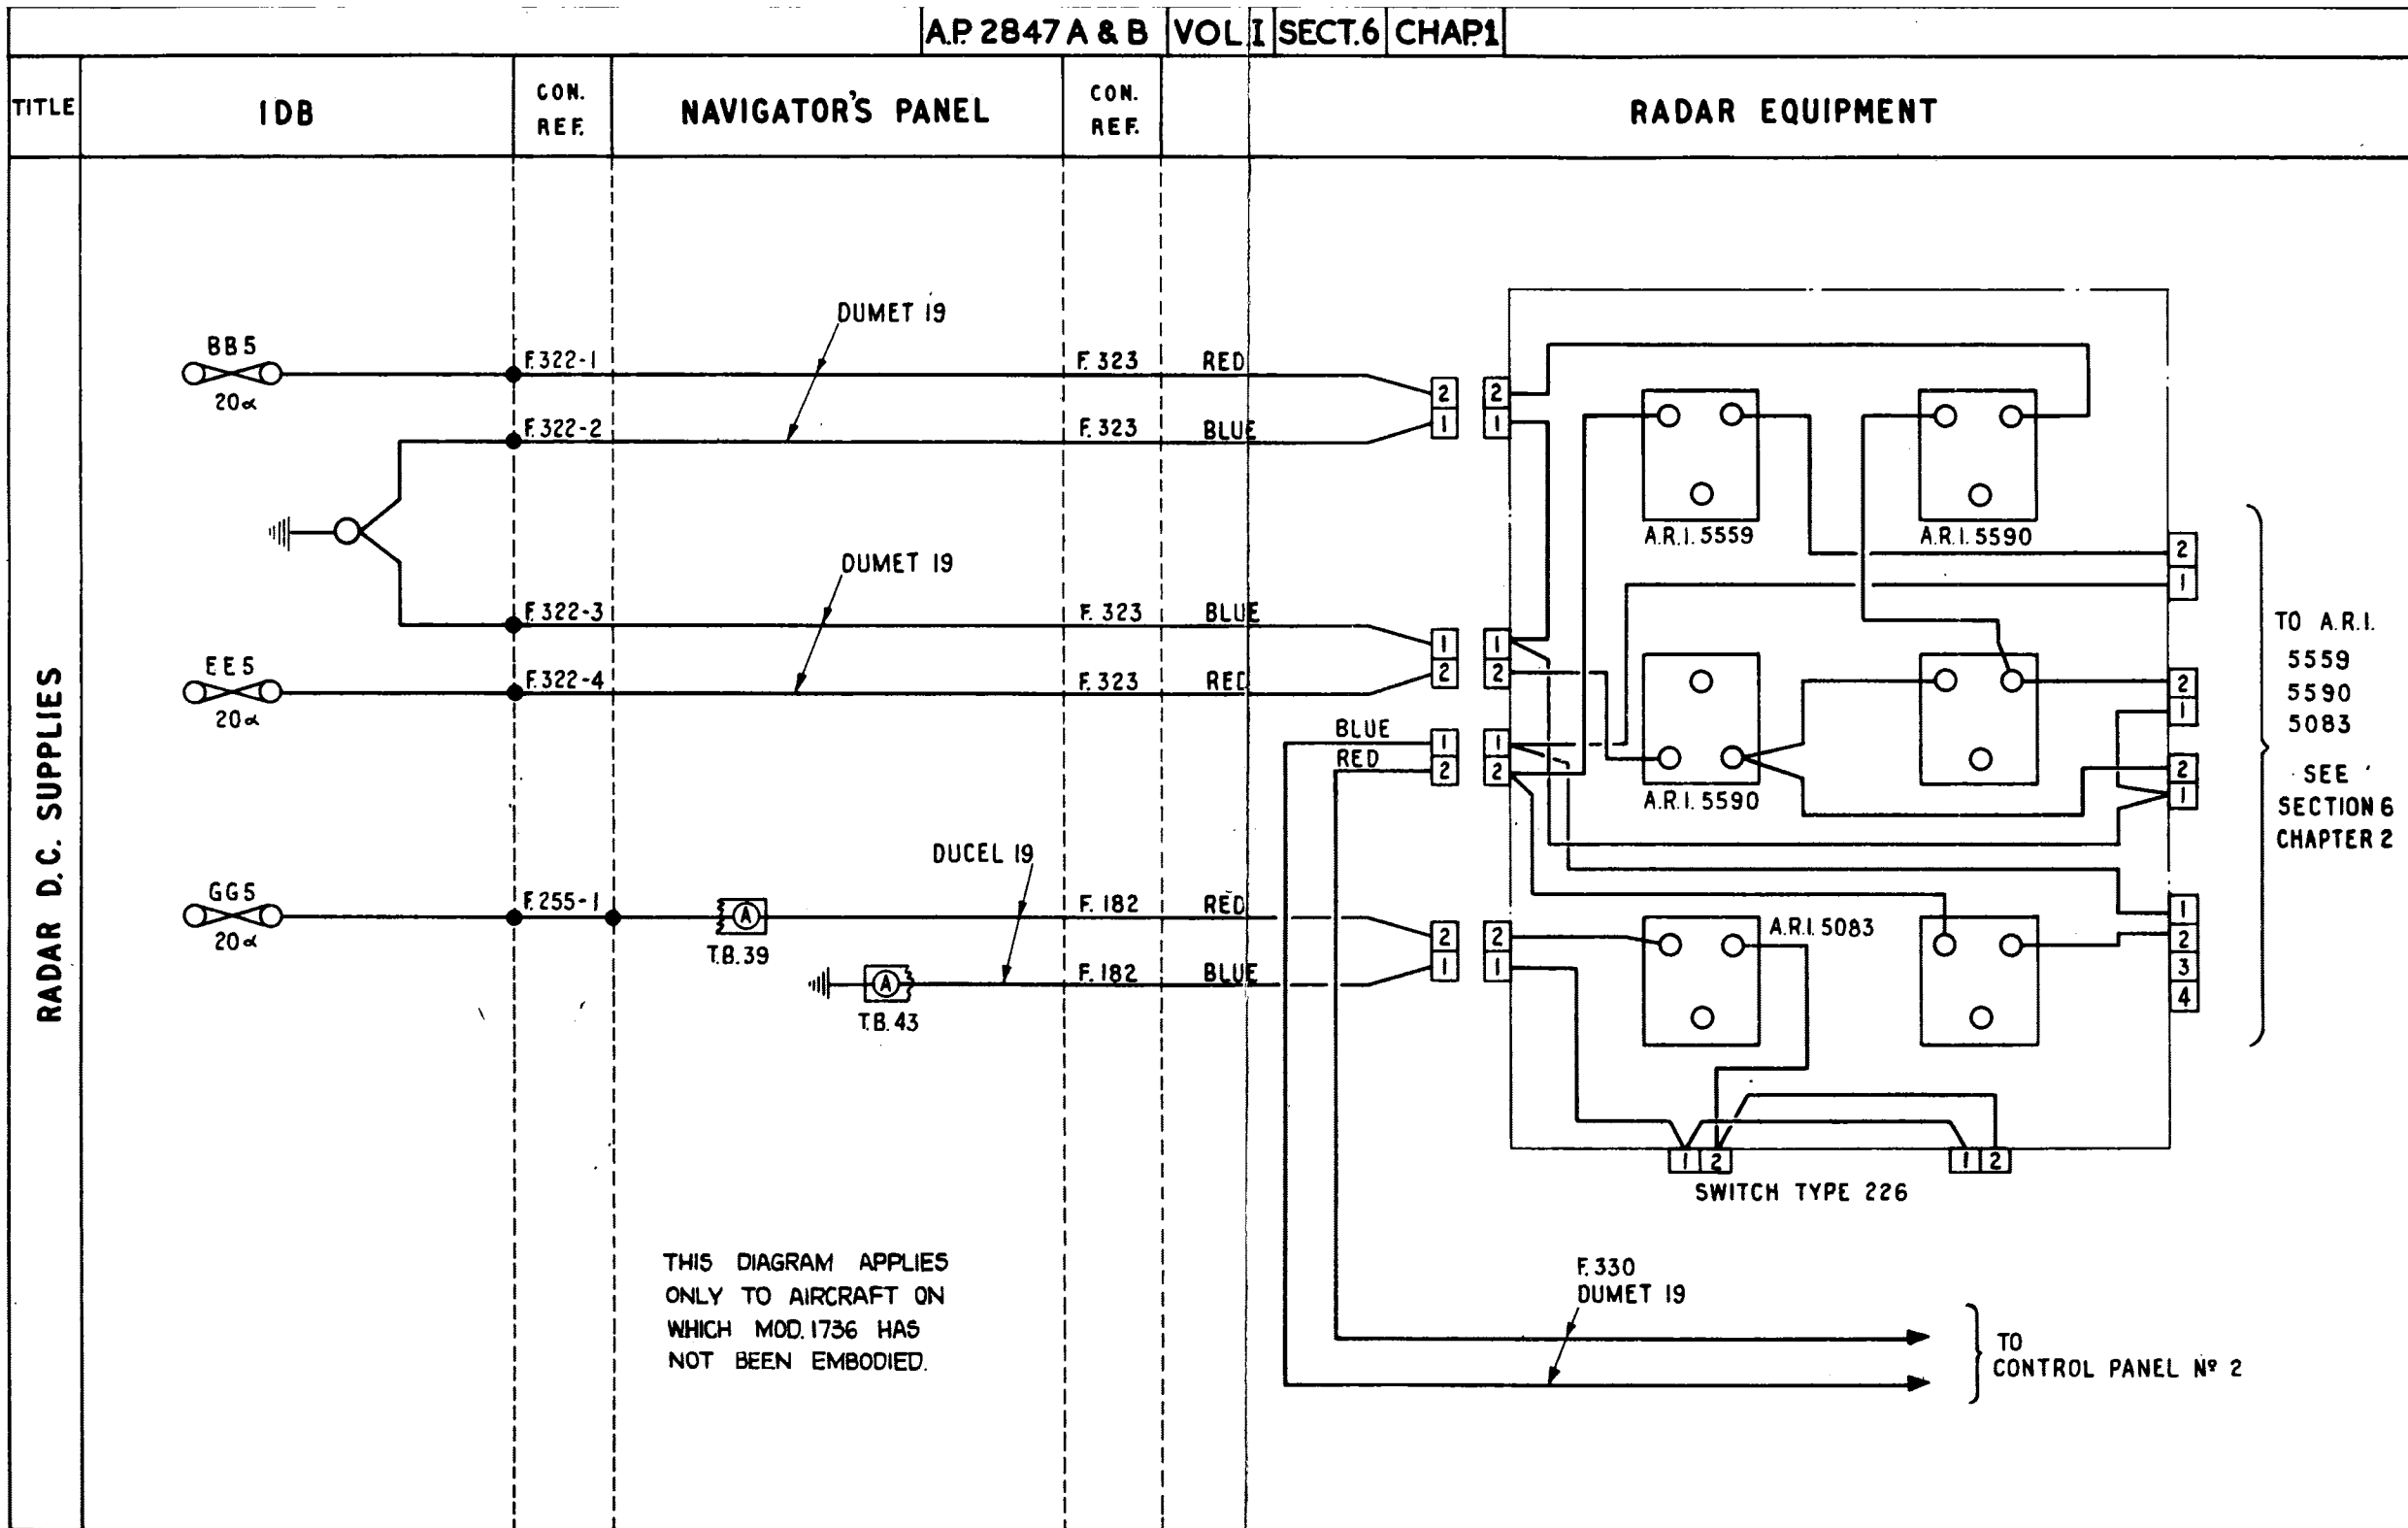 A.P. 2847 A & B VOL.I SECT.6 CHAP.1
TITLE
1DB
CON.
REF.
NAVIGATOR'S PANEL
CON.
REF.
RADAR EQUIPMENT
RADAR D.C. SUPPLIES
DUMET 19
BB5
20α
F.322-1
F.323
RED
2
1
2
1
F.322-2
F.323
BLUE
A.R.I. 5559
A.R.I. 5590
2
1
DUMET 19
F.322-3
F.323
BLUE
1
2
1
2
EE5
20α
F.322-4
F.323
RED
2
1
BLUE
RED
1
2
1
2
A.R.I. 5590
2
1
TO A.R.I.
5559
5590
5083
SEE
SECTION 6
CHAPTER 2
DUCEL 19
GG5
20α
F.255-1
A
T.B.39
F.182
RED
2
1
2
1
A.R.I. 5083
1
2
3
4
A
T.B.43
F.182
BLUE
1 2
1 2
SWITCH TYPE 226
THIS DIAGRAM APPLIES
ONLY TO AIRCRAFT ON
WHICH MOD.1736 HAS
NOT BEEN EMBODIED.
F.330
DUMET 19
TO
CONTROL PANEL Nº 2